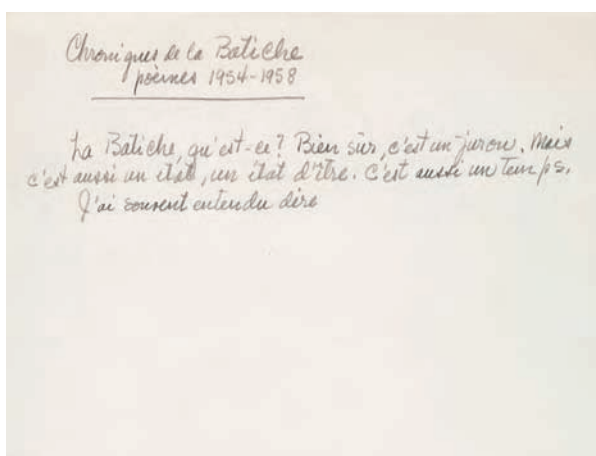 Chroniques de la Batiche
poèmes 1954-1958
La Batiche, qu'est-ce? Bien sûr, c'est un juron. Mais
c'est aussi un état, un état d'être. C'est aussi un temps.
J'ai souvent entendu dire